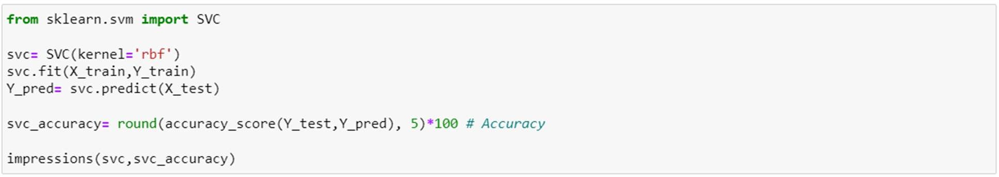 from sklearn.svm import SVC
svc= SVC(kernel='rbf')
svc.fit(X_train,Y_train)
Y_pred= svc.predict(X_test)
svc_accuracy= round(accuracy_score(Y_test,Y_pred), 5)*100 # Accuracy
impressions(svc,svc_accuracy)